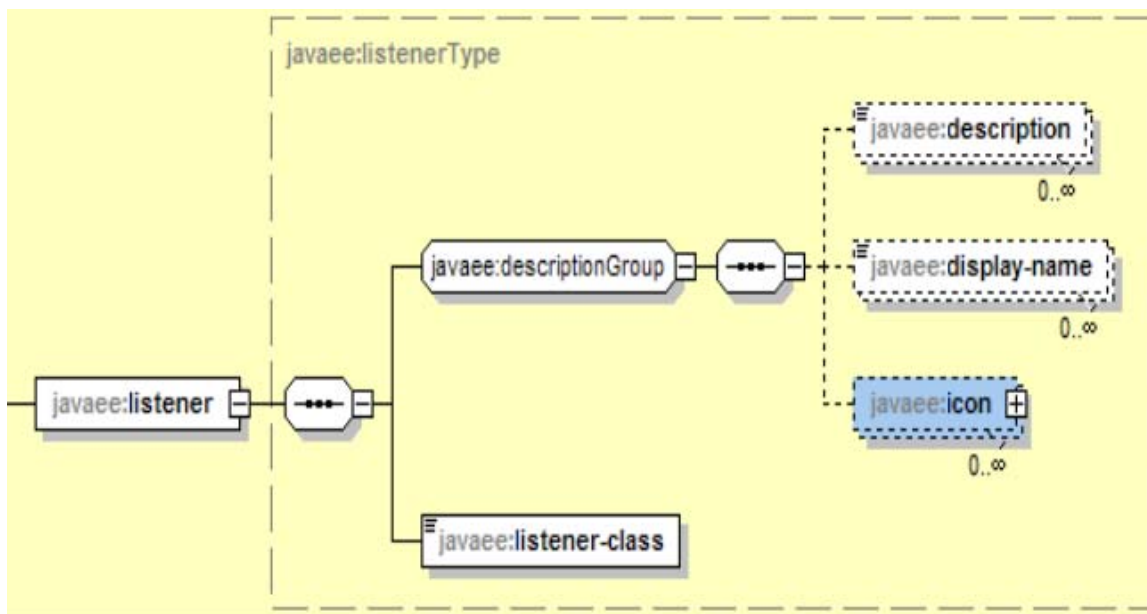 javaee:listenerType
javaee:description
0..∞
javaee:descriptionGroup
javaee:display-name
0..∞
javaee:listener
javaee:icon
0..∞
javaee:listener-class